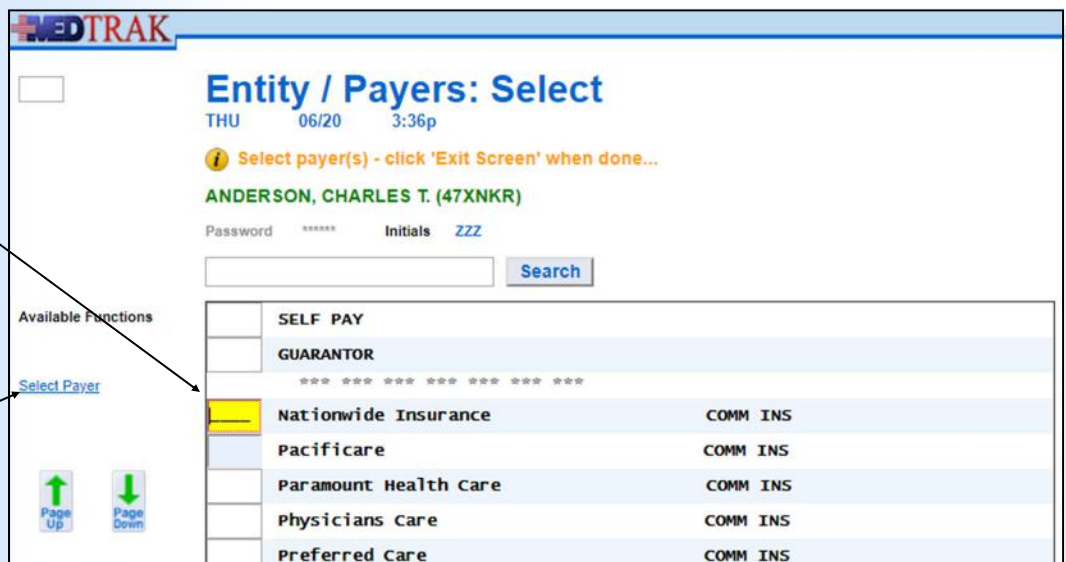 MEDTRAK
Entity / Payers: Select
THU 06/20 3:36p
i Select payer(s) - click 'Exit Screen' when done...
ANDERSON, CHARLES T. (47XNKR)
Password ****** Initials ZZZ
Search
Available Functions
SELF PAY
GUARANTOR
*** *** *** *** *** *** ***
Select Payer
Nationwide Insurance COMM INS
Pacificare COMM INS
Paramount Health Care COMM INS
Page Up Page Down
Physicians Care COMM INS
Preferred Care COMM INS